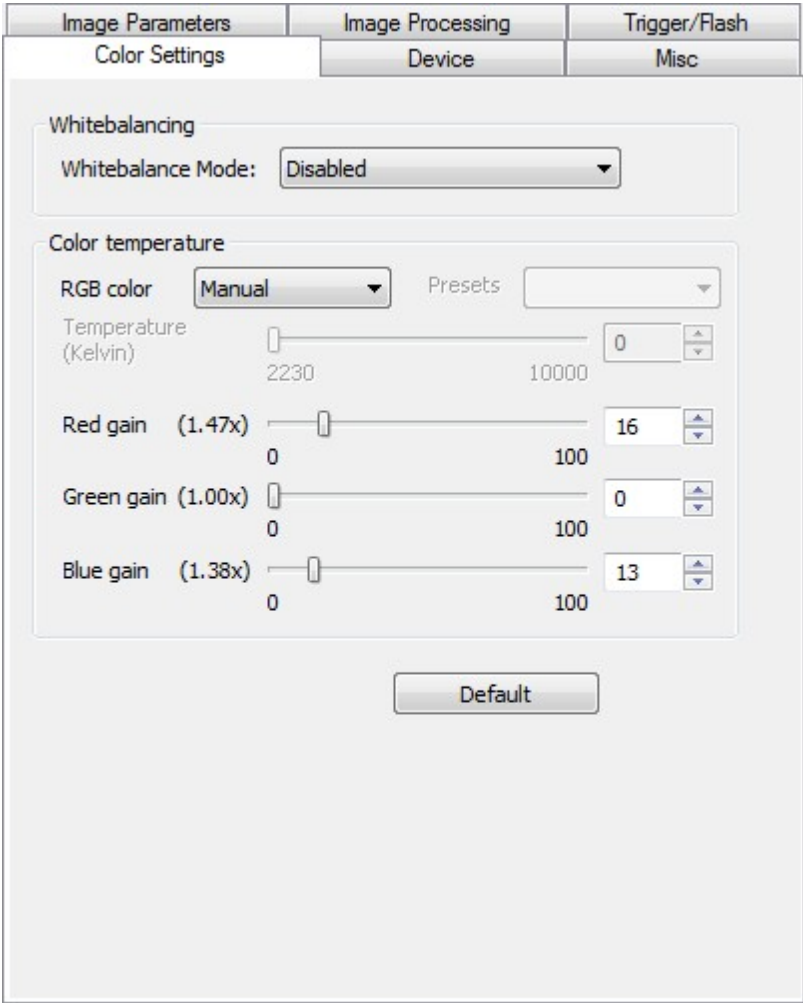 Image Parameters Image Processing Trigger/Flash
Color Settings Device Misc
Whitebalancing
Whitebalance Mode: Disabled
Color temperature
RGB color Manual Presets
Temperature
(Kelvin) 0
2230 10000
Red gain (1.47x) 16
0 100
Green gain (1.00x) 0
0 100
Blue gain (1.38x) 13
0 100
Default